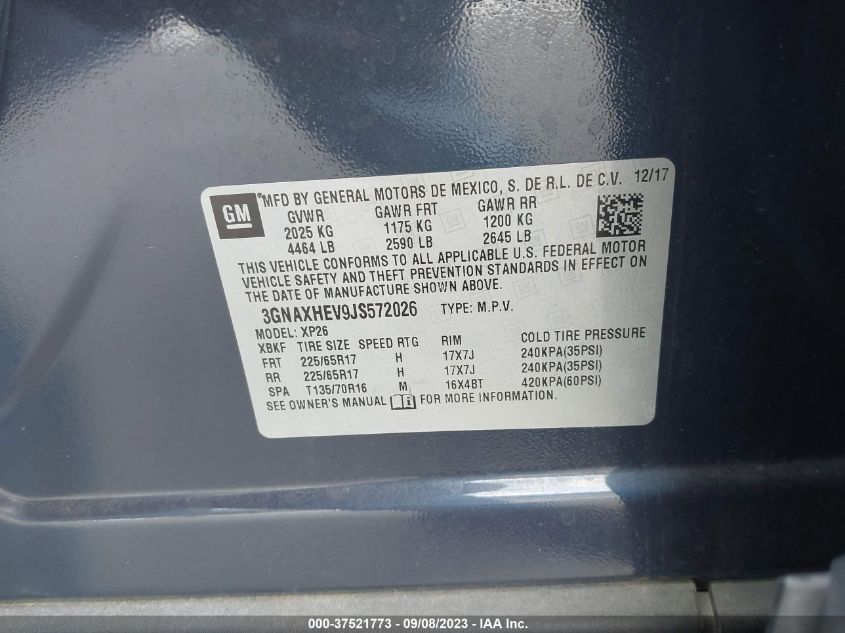 GM
MFD BY GENERAL MOTORS DE MEXICO, S. DE R.L. DE C.V. 12/17
GVWR GAWR FRT GAWR RR
2025 KG 1175 KG 1200 KG
4464 LB 2590 LB 2645 LB
THIS VEHICLE CONFORMS TO ALL APPLICABLE U.S. FEDERAL MOTOR
VEHICLE SAFETY AND THEFT PREVENTION STANDARDS IN EFFECT ON
THE DATE OF MANUFACTURE SHOWN ABOVE.
3GNAXHEV9JS572026 TYPE: M.P.V.
MODEL: XP26
XBKF TIRE SIZE SPEED RTG RIM COLD TIRE PRESSURE
FRT 225/65R17 H 17X7J 240KPA(35PSI)
RR 225/65R17 H 17X7J 240KPA(35PSI)
SPA T135/70R16 M 16X4BT 420KPA(60PSI)
SEE OWNER'S MANUAL FOR MORE INFORMATION.
000-37521773 - 09/08/2023 - IAA Inc.